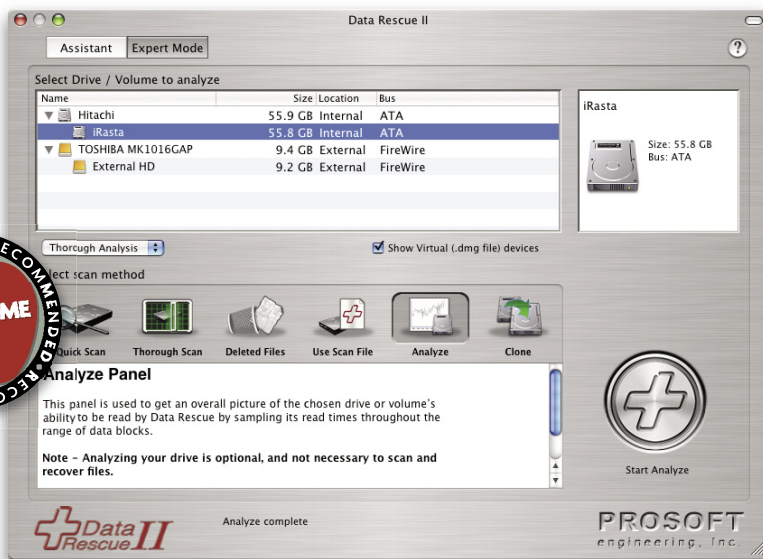 Data Rescue II
Assistant Expert Mode ?
Select Drive / Volume to analyze
Name Size Location Bus
Hitachi 55.9 GB Internal ATA
iRasta 55.8 GB Internal ATA
TOSHIBA MK1016GAP 9.4 GB External FireWire
External HD 9.2 GB External FireWire
iRasta
Size: 55.8 GB
Bus: ATA
Thorough Analysis
Show Virtual (.dmg file) devices
scan method
Quick Scan Thorough Scan Deleted Files Use Scan File Analyze Clone
Analyze Panel
This panel is used to get an overall picture of the chosen drive or volume's
ability to be read by Data Rescue by sampling its read times throughout the
range of data blocks.
Note – Analyzing your drive is optional, and not necessary to scan and
recover files.
Start Analyze
Data
Rescue II
Analyze complete
PROSOFT
engineering, inc.
RECOMMENDED